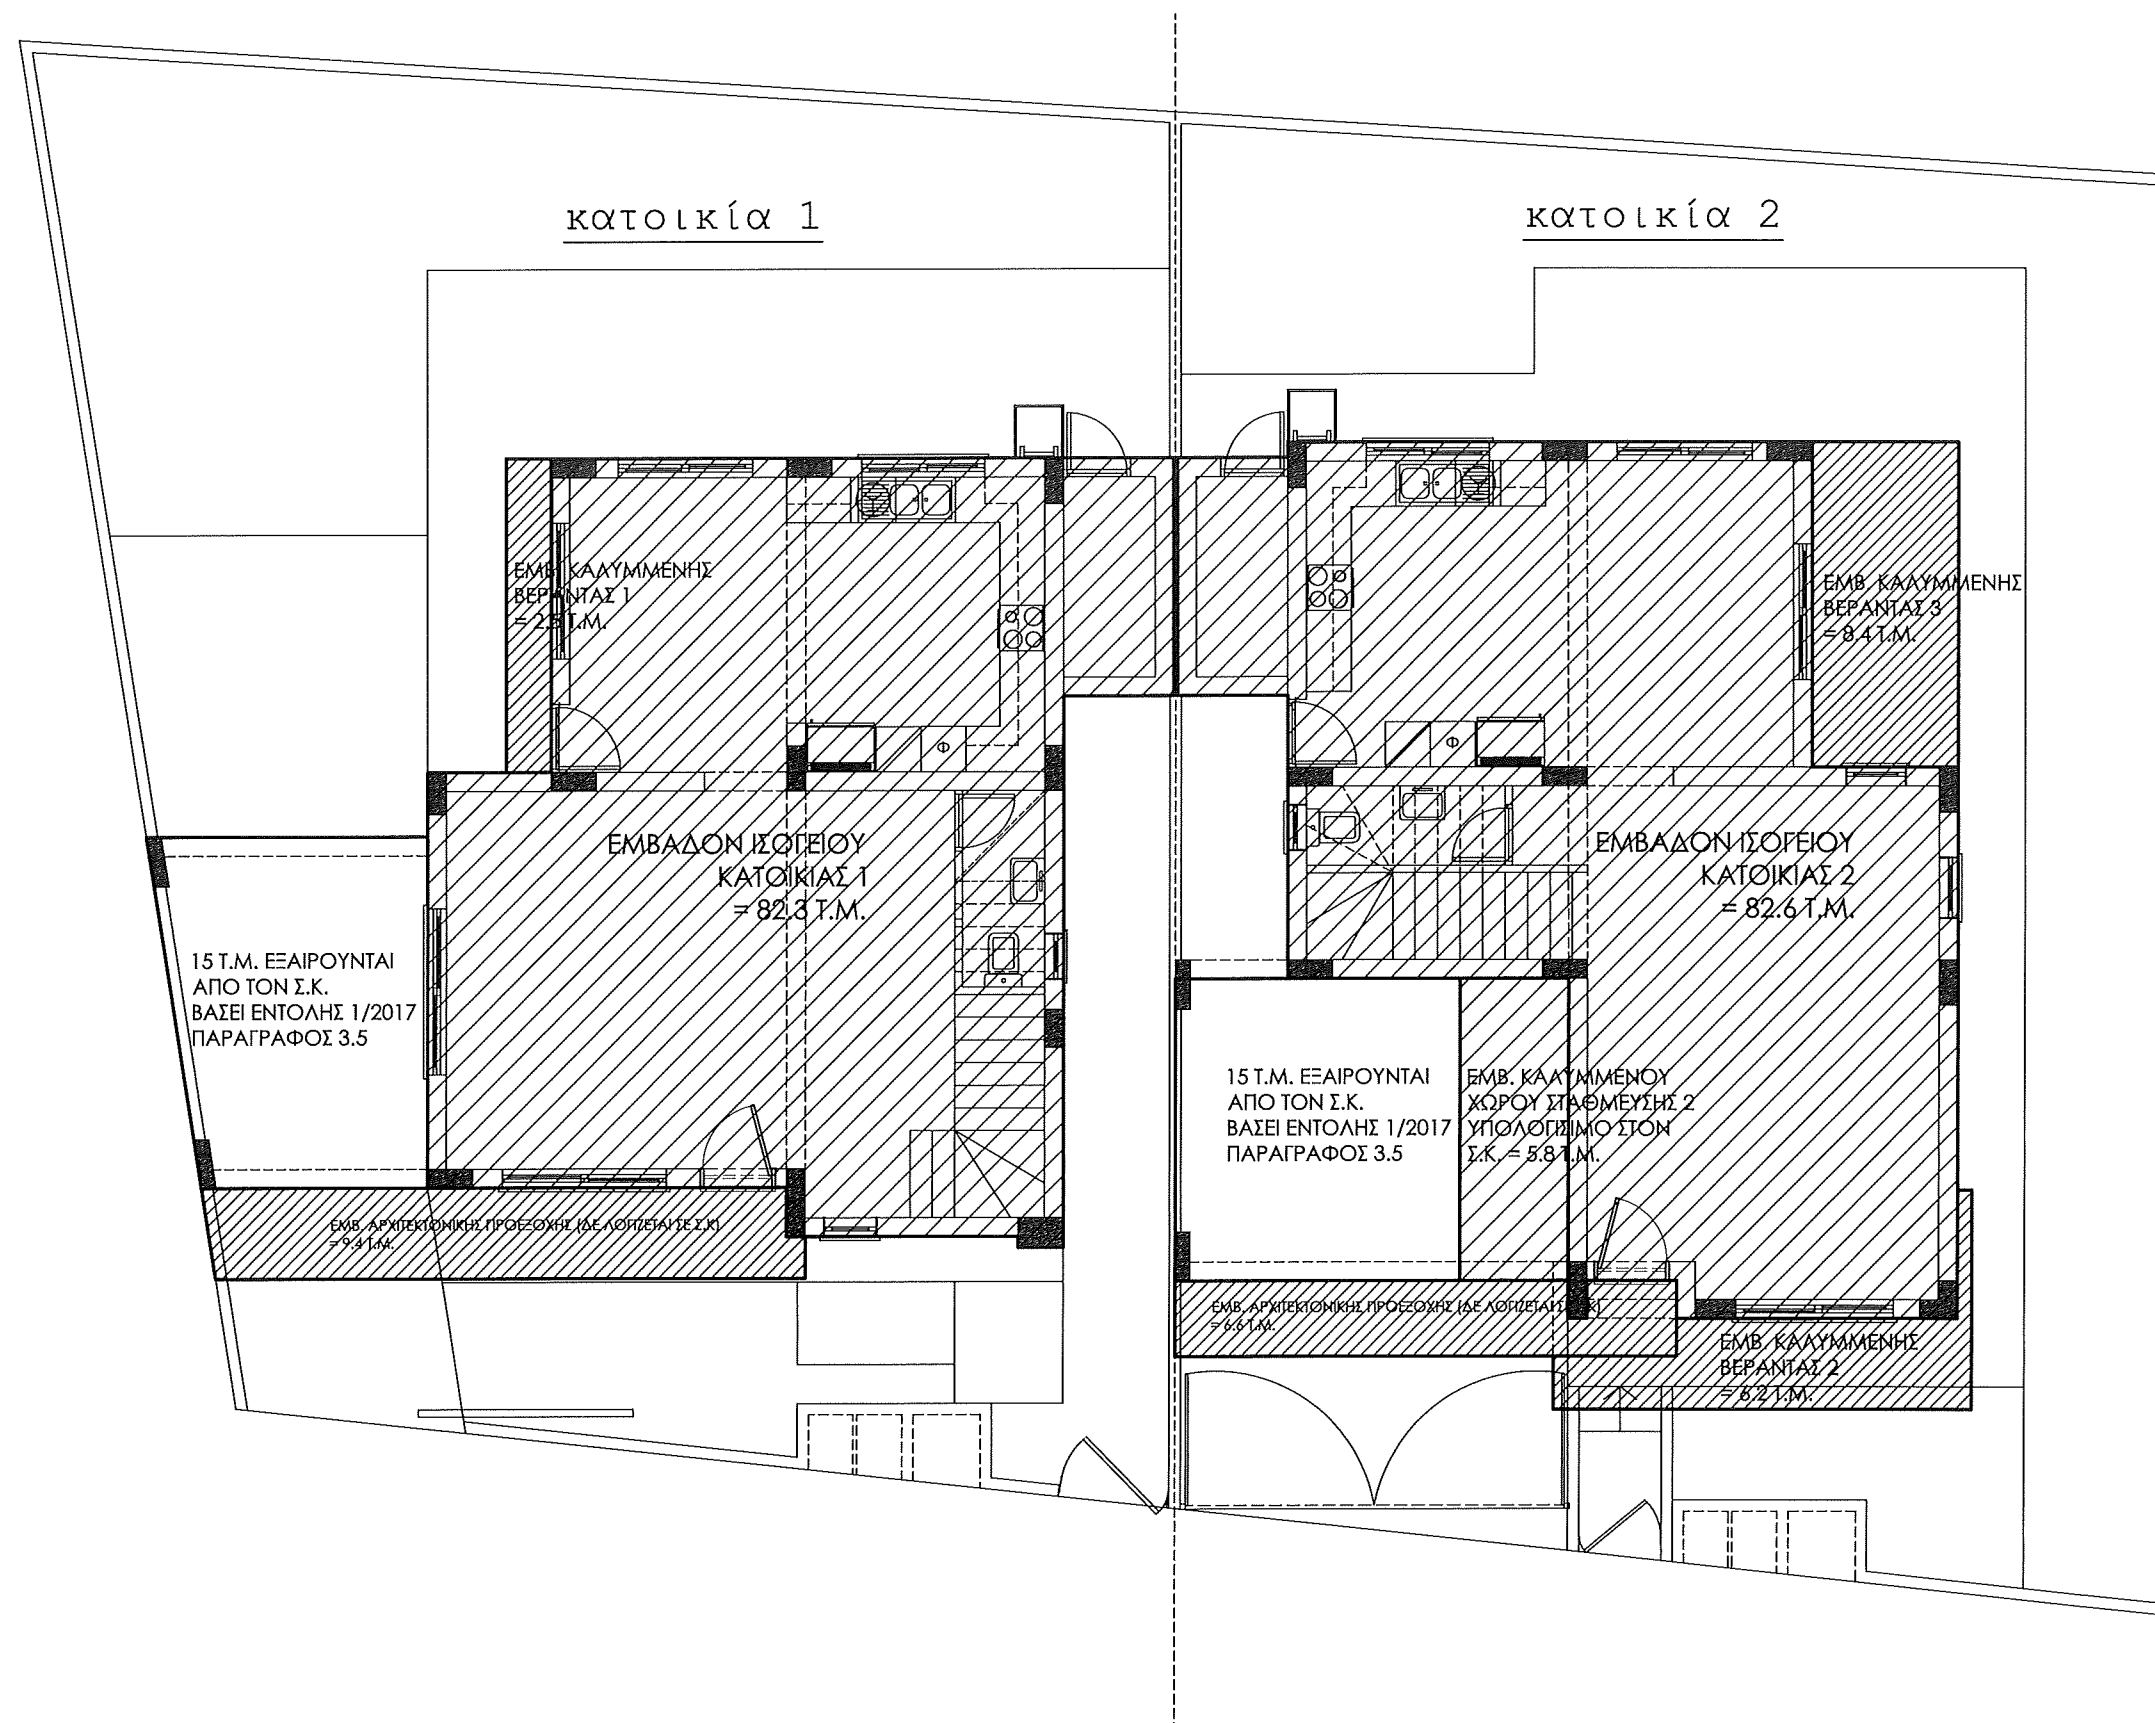 κατοικία 1
κατοικία 2
ΕΜΒ. ΚΑΛΥΜΜΕΝΗΣ
ΒΕΡΑΝΤΑΣ 1
= 2.5 Τ.Μ.
ΕΜΒ. ΚΑΛΥΜΜΕΝΗΣ
ΒΕΡΑΝΤΑΣ 3
= 8.4 Τ.Μ.
Φ
Φ
ΕΜΒΑΔΟΝ ΙΣΟΓΕΙΟΥ
ΚΑΤΟΙΚΙΑΣ 1
= 82.3 Τ.Μ.
ΕΜΒΑΔΟΝ ΙΣΟΓΕΙΟΥ
ΚΑΤΟΙΚΙΑΣ 2
= 82.6 Τ.Μ.
15 Τ.Μ. ΕΞΑΙΡΟΥΝΤΑΙ
ΑΠΟ ΤΟΝ Σ.Κ.
ΒΑΣΕΙ ΕΝΤΟΛΗΣ 1/2017
ΠΑΡΑΓΡΑΦΟΣ 3.5
15 Τ.Μ. ΕΞΑΙΡΟΥΝΤΑΙ
ΑΠΟ ΤΟΝ Σ.Κ.
ΒΑΣΕΙ ΕΝΤΟΛΗΣ 1/2017
ΠΑΡΑΓΡΑΦΟΣ 3.5
ΕΜΒ. ΚΑΛΥΜΜΕΝΟΥ
ΧΩΡΟΥ ΣΤΑΘΜΕΥΣΗΣ 2
ΥΠΟΛΟΓΙΣΙΜΟ ΣΤΟΝ
Σ.Κ. = 5.8 Τ.Μ.
ΕΜΒ. ΑΡΧΙΤΕΚΤΟΝΙΚΗΣ ΠΡΟΕΞΟΧΗΣ (ΔΕ ΛΟΓΙΖΕΤΑΙ ΣΕ Σ.Κ)
= 9.4 Τ.Μ.
ΕΜΒ. ΑΡΧΙΤΕΚΤΟΝΙΚΗΣ ΠΡΟΕΞΟΧΗΣ (ΔΕ ΛΟΓΙΖΕΤΑΙ
= 6.6 Τ.Μ.
ΕΜΒ. ΚΑΛΥΜΜΕΝΗΣ
ΒΕΡΑΝΤΑΣ 2
= 6.2 Τ.Μ.